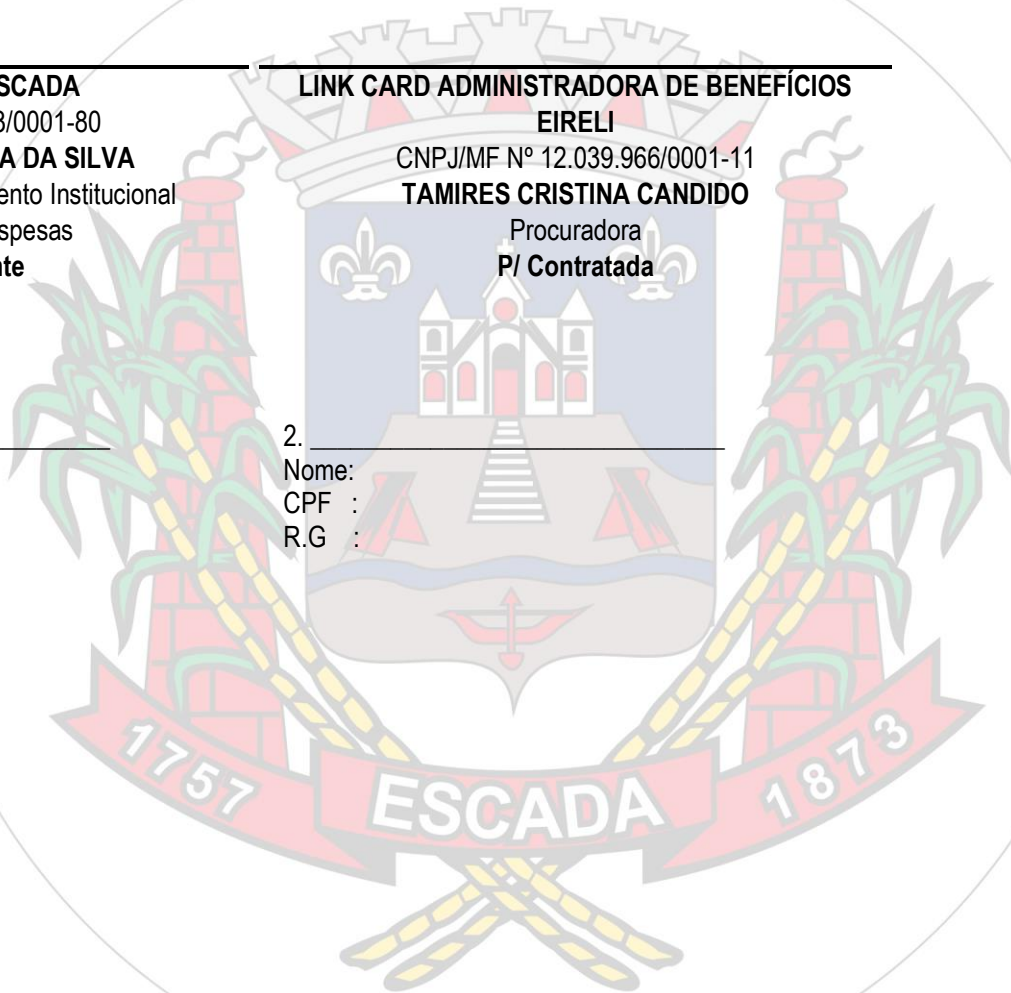 SCADA
3/0001-80
A DA SILVA
ento Institucional
spesas
nte
LINK CARD ADMINISTRADORA DE BENEFÍCIOS
EIRELI
CNPJ/MF Nº 12.039.966/0001-11
TAMIRES CRISTINA CANDIDO
Procuradora
P/ Contratada
2. ______________________________
Nome:
CPF :
R.G :
1757 ESCADA 1873